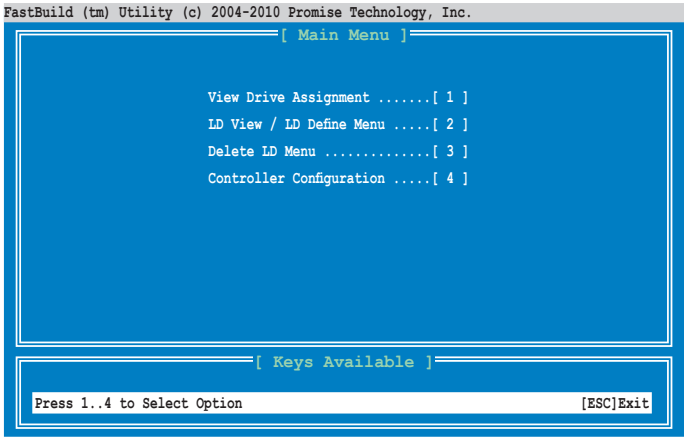 FastBuild (tm) Utility (c) 2004-2010 Promise Technology, Inc.
[ Main Menu ]
View Drive Assignment .......[ 1 ]
LD View / LD Define Menu .....[ 2 ]
Delete LD Menu ..............[ 3 ]
Controller Configuration .....[ 4 ]
[ Keys Available ]
Press 1..4 to Select Option [ESC]Exit